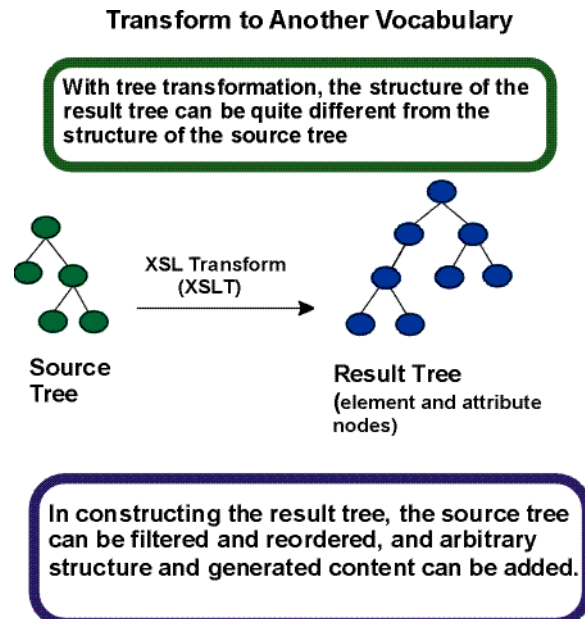 Transform to Another Vocabulary
With tree transformation, the structure of the
result tree can be quite different from the
structure of the source tree
XSL Transform
(XSLT)
Source
Tree
Result Tree
(element and attribute
nodes)
In constructing the result tree, the source tree
can be filtered and reordered, and arbitrary
structure and generated content can be added.